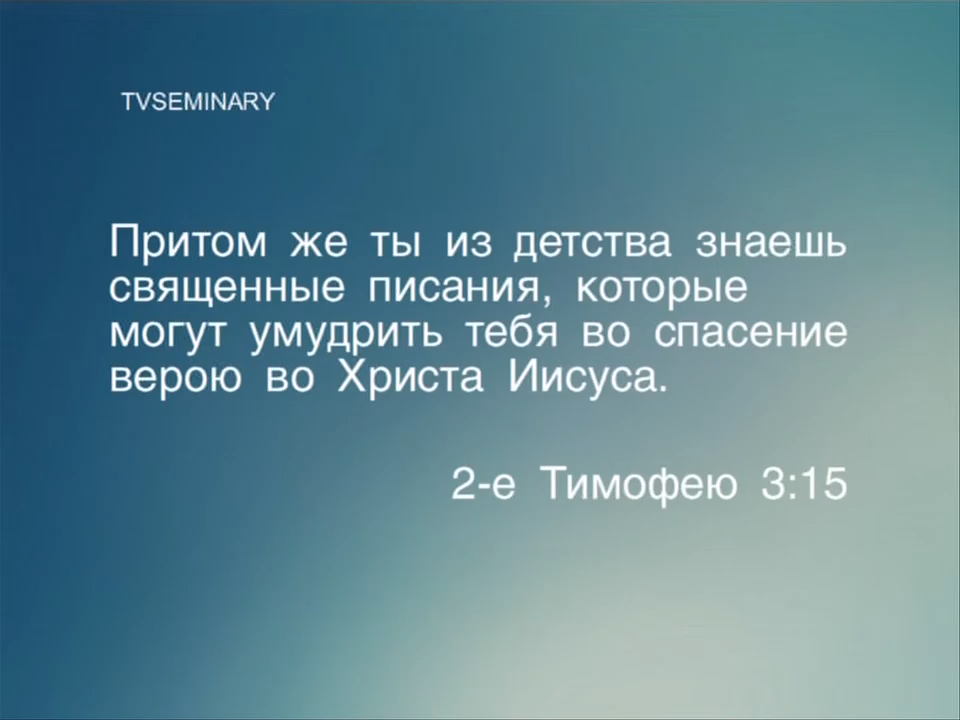 TVSEMINARY
Притом же ты из детства знаешь
священные писания, которые
могут умудрить тебя во спасение
верою во Христа Иисуса.
2-е Тимофею 3:15